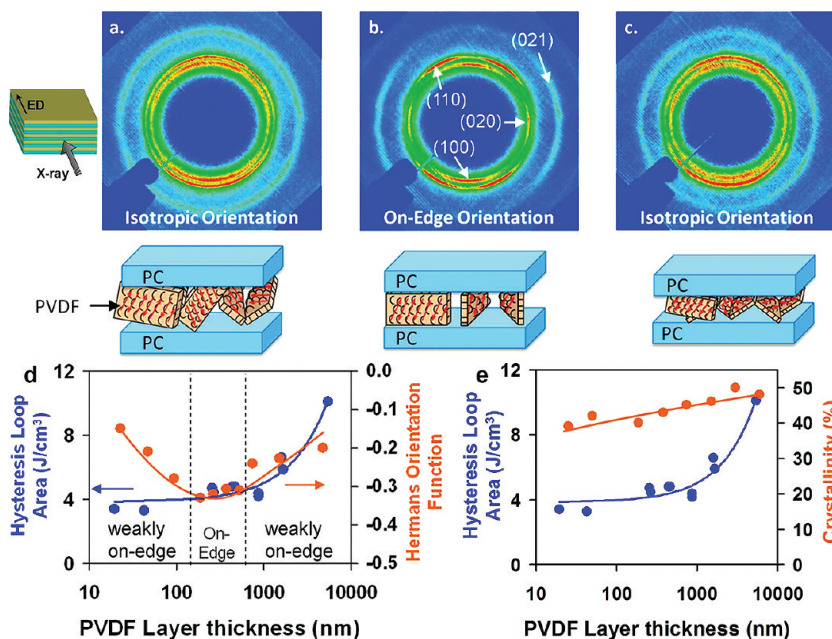 a.
b.
c.
(021)
(110)
(020)
(100)
ED
X-ray
Isotropic Orientation
On-Edge Orientation
Isotropic Orientation
PC
PC
PC
PVDF
PC
PC
PC
d
e
12
8
4
0
Hysteresis Loop
Area (J/cm³)
0.0
-0.1
-0.2
-0.3
-0.4
-0.5
Hermans Orientation
Function
weakly
on-edge
On-
Edge
weakly
on-edge
10
100
1000
10000
PVDF Layer thickness (nm)
12
8
4
0
Hysteresis Loop
Area (J/cm³)
50
40
30
20
10
0
Crystallinity (%)
10
100
1000
10000
PVDF Layer thickness (nm)